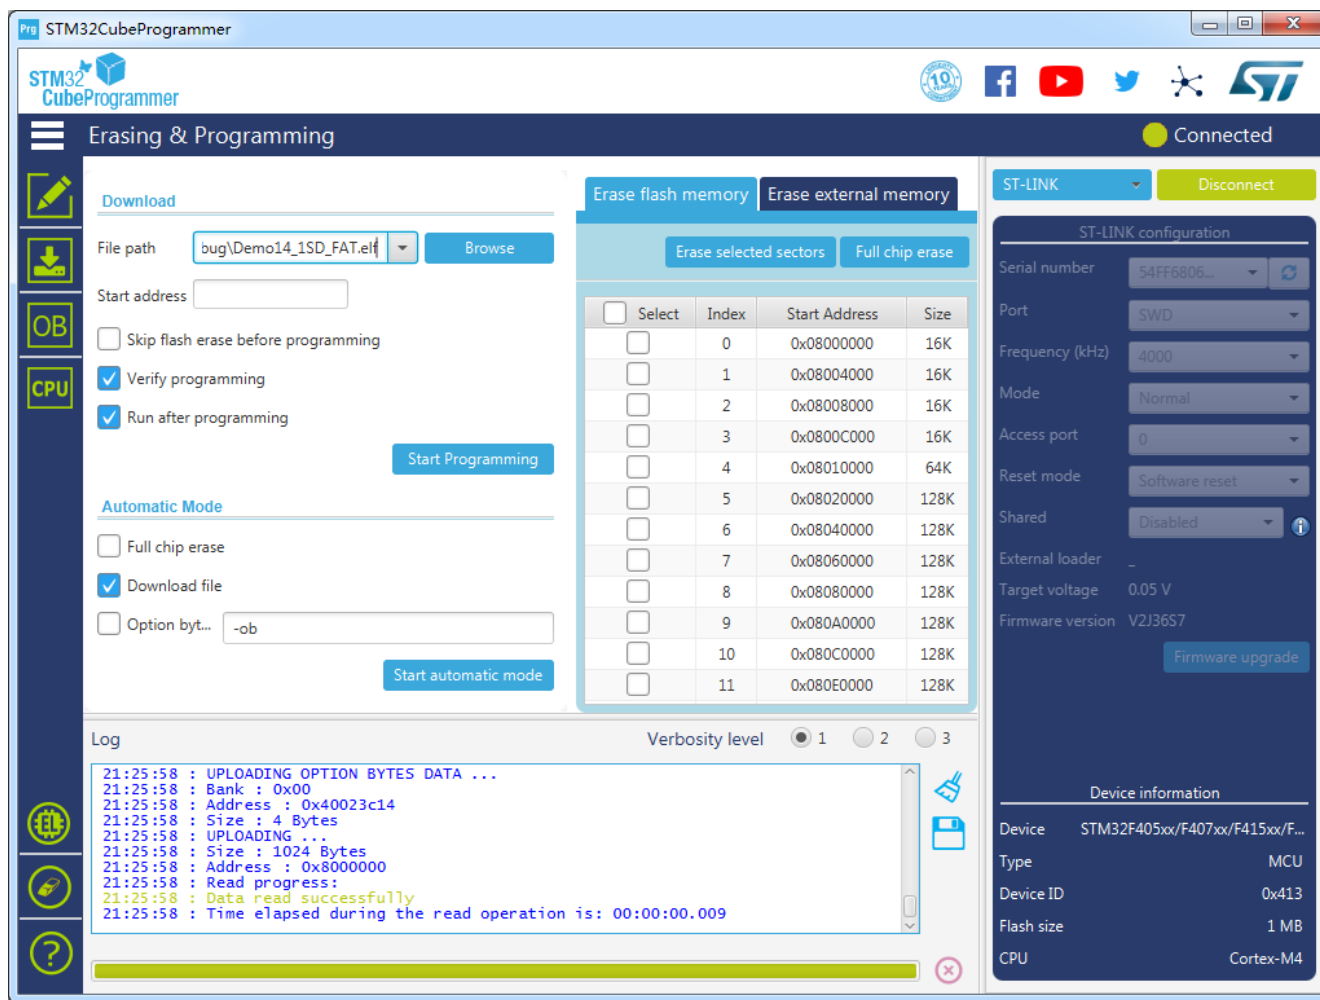 Prg STM32CubeProgrammer
STM32
CubeProgrammer
10
Erasing & Programming
Connected
Download
File path
bug\Demo14_1SD_FAT.elf
Browse
Start address
Skip flash erase before programming
Verify programming
Run after programming
Start Programming
Automatic Mode
Full chip erase
Download file
Option byt...
-ob
Start automatic mode
OB
CPU
EL
?
Erase flash memory
Erase external memory
Erase selected sectors
Full chip erase
Select Index Start Address Size
0 0x08000000 16K
1 0x08004000 16K
2 0x08008000 16K
3 0x0800C000 16K
4 0x08010000 64K
5 0x08020000 128K
6 0x08040000 128K
7 0x08060000 128K
8 0x08080000 128K
9 0x080A0000 128K
10 0x080C0000 128K
11 0x080E0000 128K
Log
Verbosity level 1 2 3
21:25:58 : UPLOADING OPTION BYTES DATA ...
21:25:58 : Bank : 0x00
21:25:58 : Address : 0x40023c14
21:25:58 : Size : 4 Bytes
21:25:58 : UPLOADING ...
21:25:58 : Size : 1024 Bytes
21:25:58 : Address : 0x8000000
21:25:58 : Read progress:
21:25:58 : Data read successfully
21:25:58 : Time elapsed during the read operation is: 00:00:00.009
ST-LINK
Disconnect
ST-LINK configuration
Serial number 54FF6806...
Port SWD
Frequency (kHz) 4000
Mode Normal
Access port 0
Reset mode Software reset
Shared Disabled
External loader _
Target voltage 0.05 V
Firmware version V2J36S7
Firmware upgrade
Device information
Device STM32F405xx/F407xx/F415xx/F...
Type MCU
Device ID 0x413
Flash size 1 MB
CPU Cortex-M4